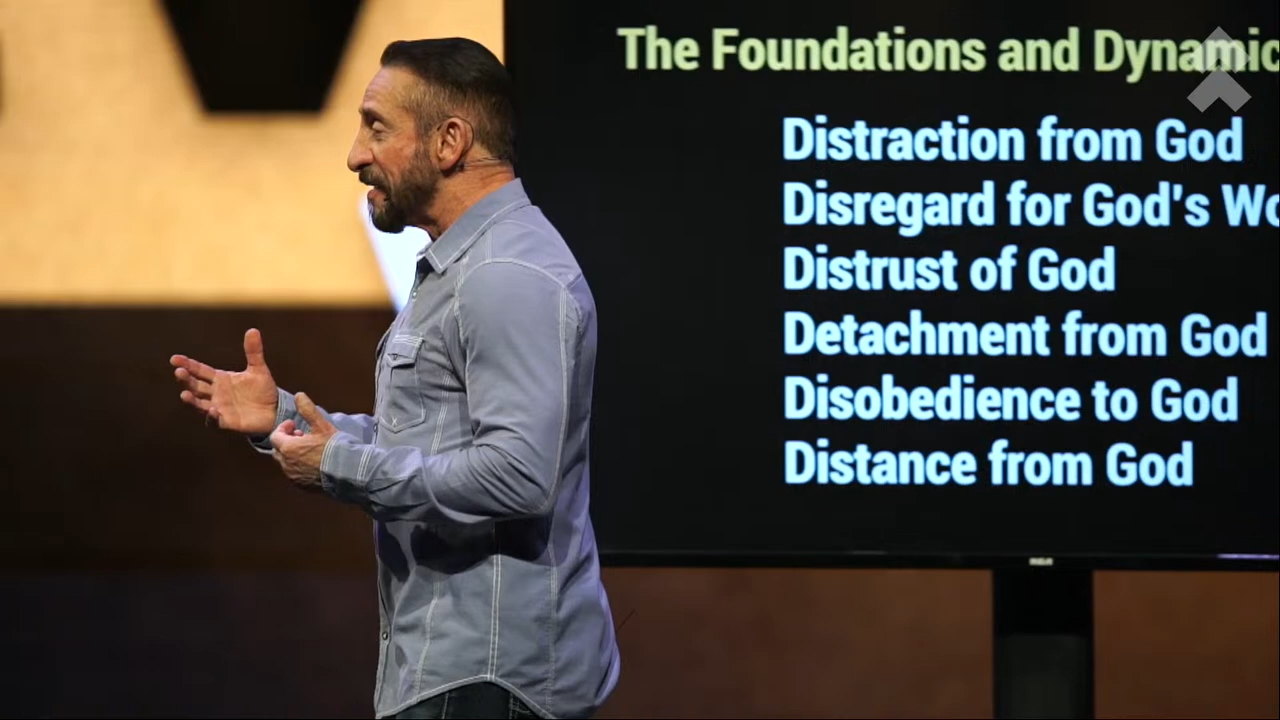 The Foundations and Dynamic
Distraction from God
Disregard for God's Wo
Distrust of God
Detachment from God
Disobedience to God
Distance from God
RCA